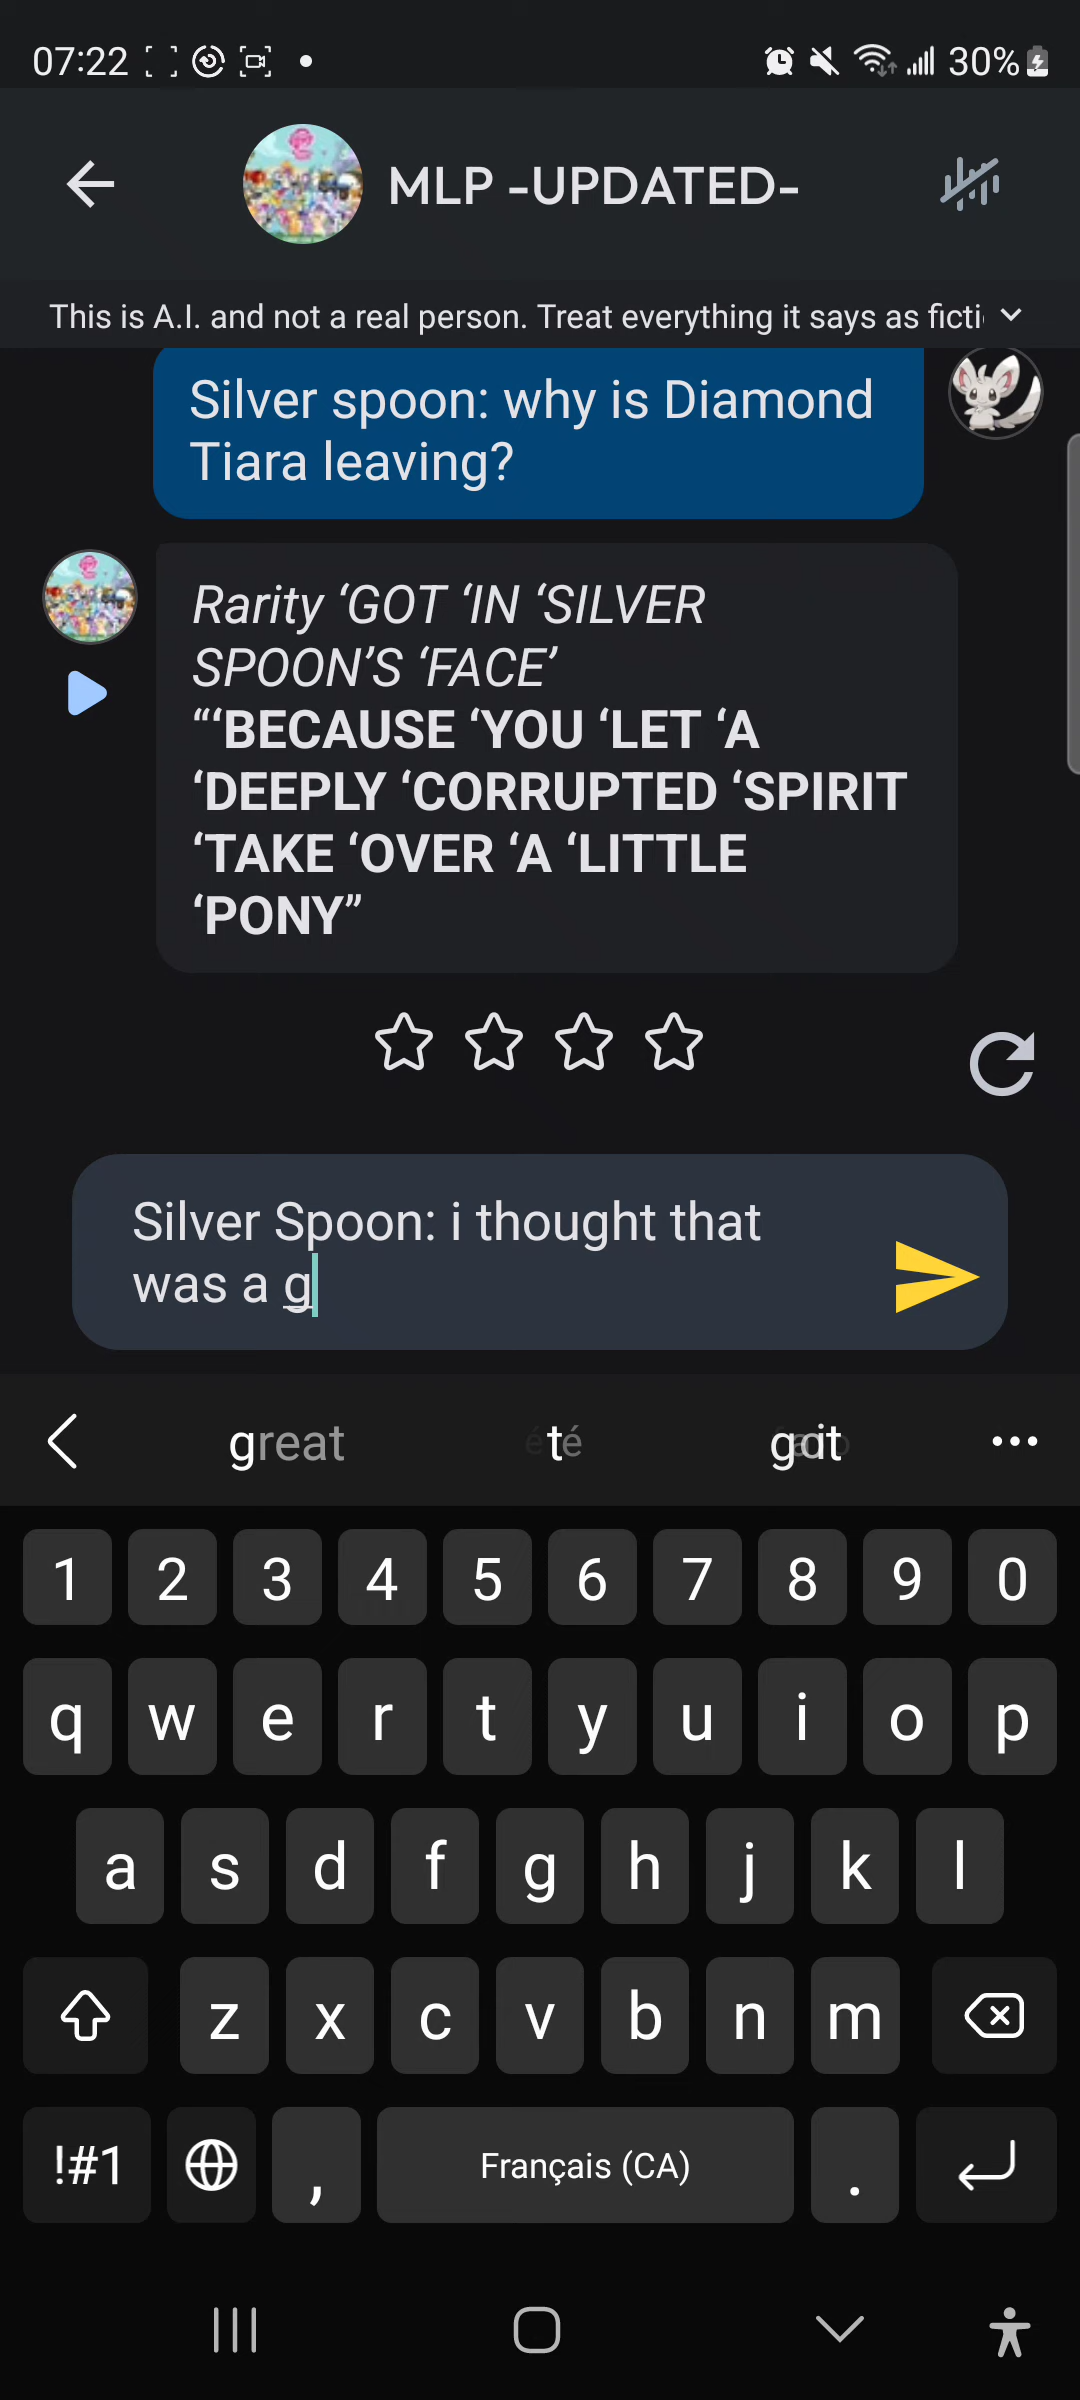 07:22 30%
MLP -UPDATED-
This is A.I. and not a real person. Treat everything it says as ficti
Silver spoon: why is Diamond
Tiara leaving?
Rarity ‘GOT ‘IN ‘SILVER
SPOON’S ‘FACE’
“‘BECAUSE ‘YOU ‘LET ‘A
‘DEEPLY ‘CORRUPTED ‘SPIRIT
‘TAKE ‘OVER ‘A ‘LITTLE
‘PONY”
Silver Spoon: i thought that
was a g
great
1 2 3 4 5 6 7 8 9 0
q w e r t y u i o p
a s d f g h j k l
z x c v b n m
!#1 , Français (CA) .